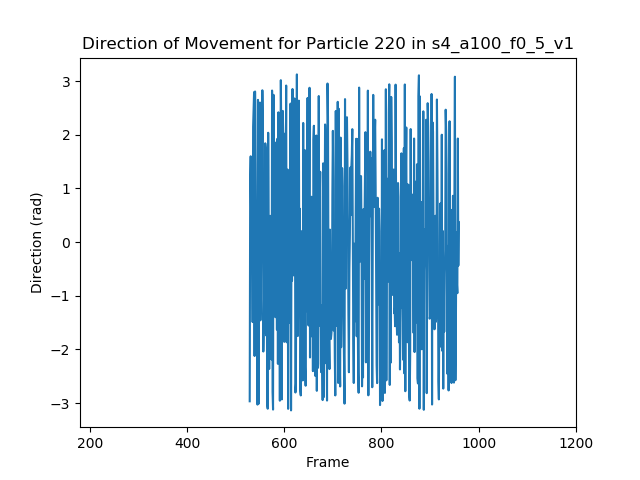 Direction of Movement for Particle 220 in s4_a100_f0_5_v1
3
2
1
0
−1
−2
−3
Direction (rad)
200 400 600 800 1000 1200
Frame